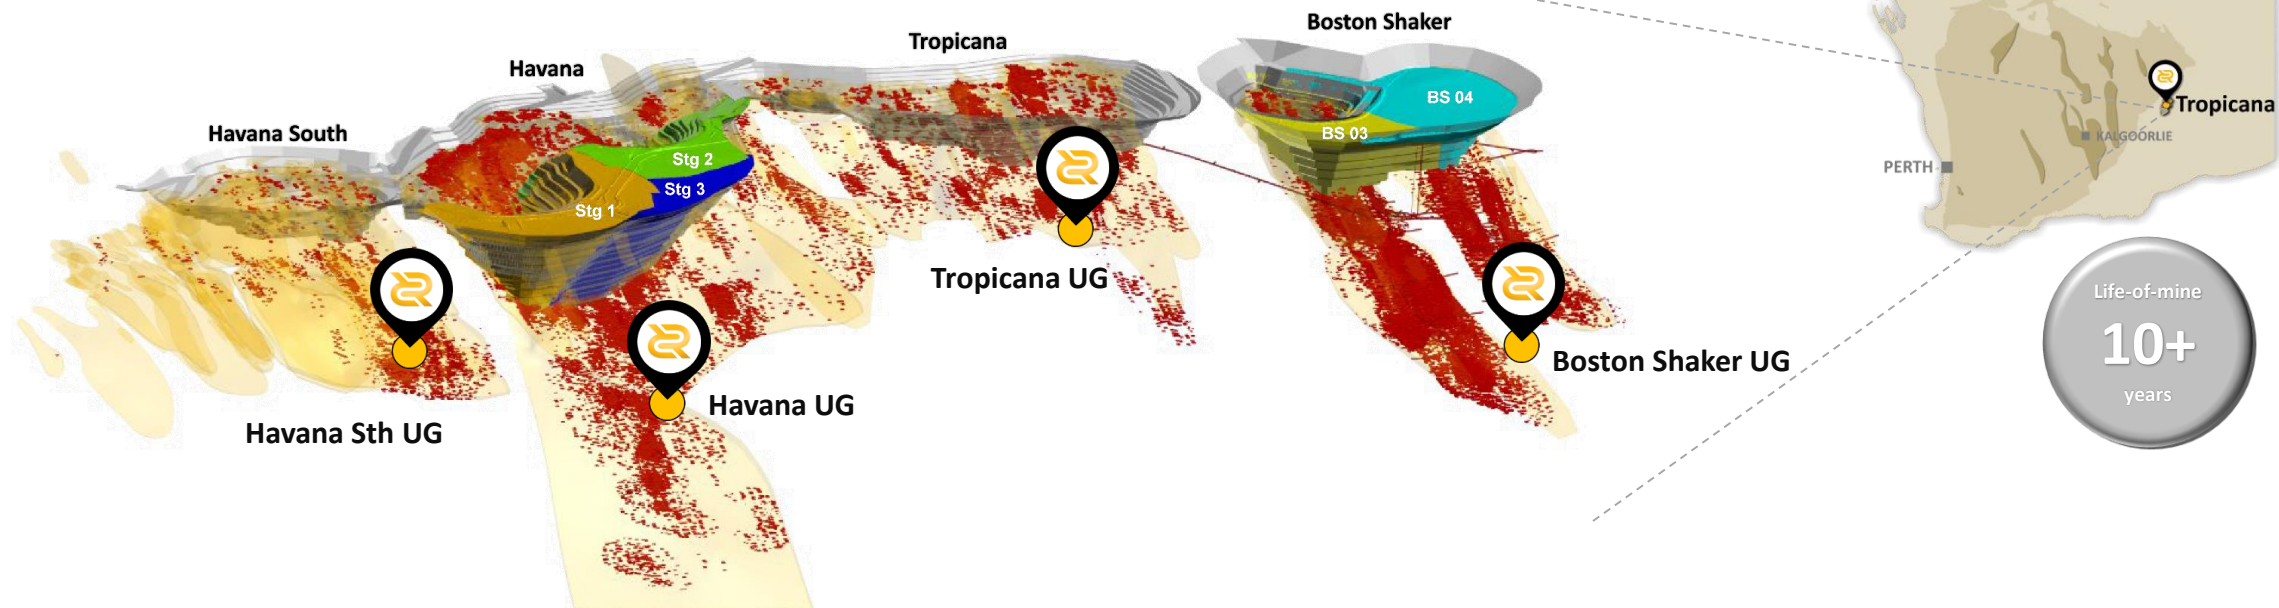 Boston Shaker
Tropicana
Havana
Havana South
BS 04
BS 03
Stg 2
Stg 3
Stg 1
Tropicana UG
Boston Shaker UG
Havana UG
Havana Sth UG
Tropicana
KALGOORLIE
PERTH
Life-of-mine
10+
years